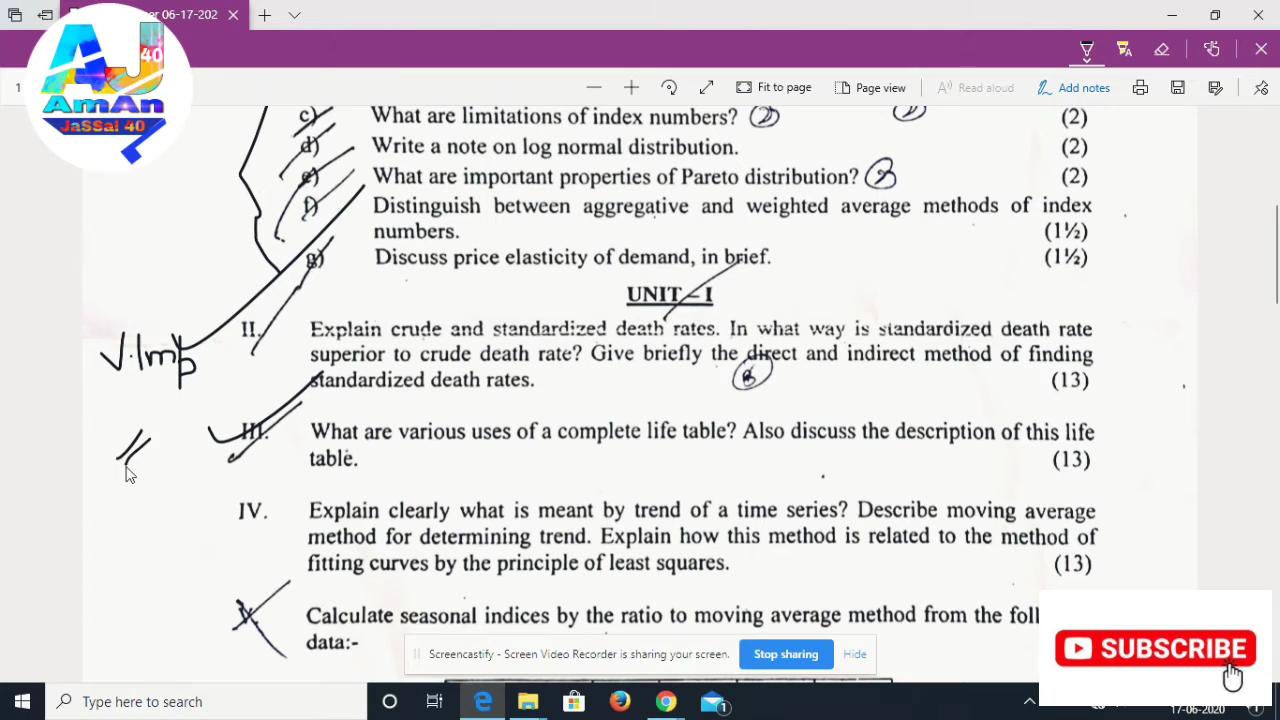 er 06-17-202
AJ
40
AmAn
JaSSal 40
1
Fit to page
Page view
Read aloud
Add notes
c) What are limitations of index numbers? (2)
d) Write a note on log normal distribution. (2)
e) What are important properties of Pareto distribution? (2)
f) Distinguish between aggregative and weighted average methods of index
numbers. (1½)
g) Discuss price elasticity of demand, in brief. (1½)
UNIT – I
II. Explain crude and standardized death rates. In what way is standardized death rate
superior to crude death rate? Give briefly the direct and indirect method of finding
standardized death rates. (13)
V.Imp
III. What are various uses of a complete life table? Also discuss the description of this life
table. (13)
IV. Explain clearly what is meant by trend of a time series? Describe moving average
method for determining trend. Explain how this method is related to the method of
fitting curves by the principle of least squares. (13)
V. Calculate seasonal indices by the ratio to moving average method from the foll
data:-
Screencastify - Screen Video Recorder is sharing your screen.
Stop sharing
Hide
SUBSCRIBE
Type here to search
1
17-06-2020